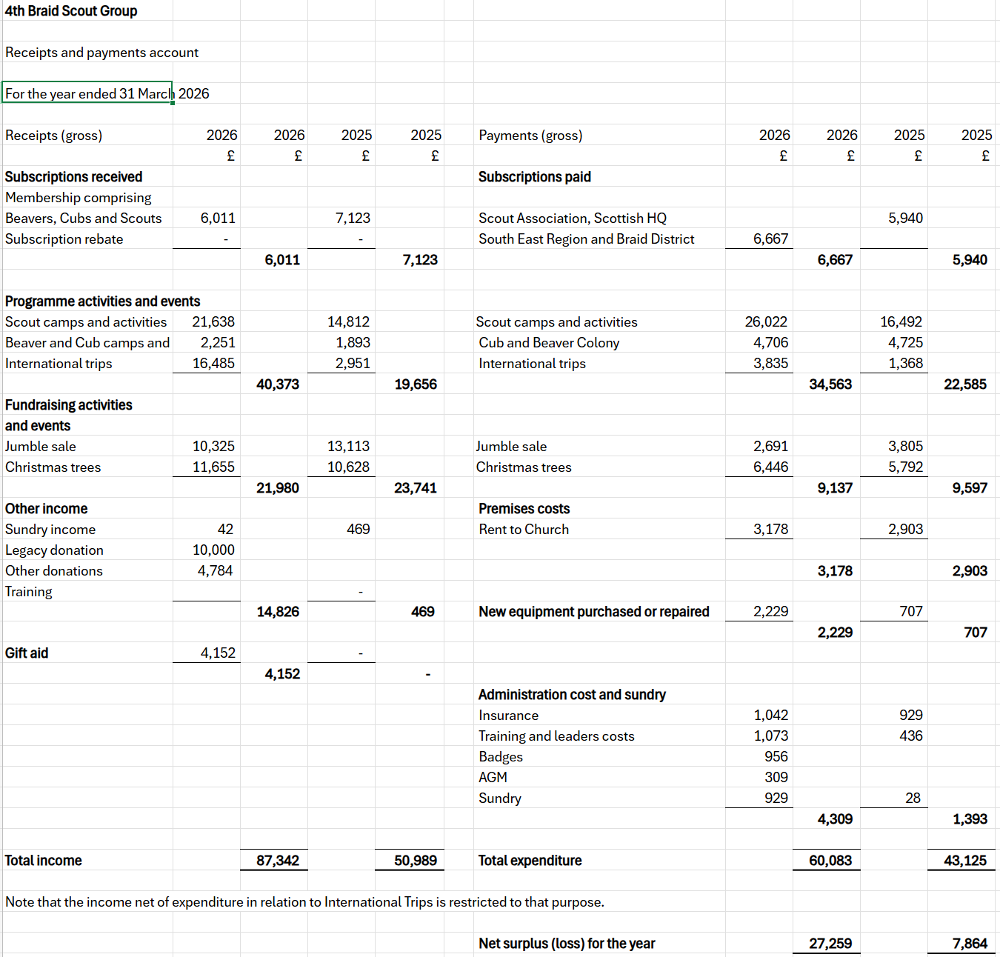 4th Braid Scout Group
Receipts and payments account
For the year ended 31 March 2026
Receipts (gross) 2026 2026 2025 2025 Payments (gross) 2026 2026 2025 2025
£ £ £ £ £ £ £ £
Subscriptions received Subscriptions paid
Membership comprising
Beavers, Cubs and Scouts 6,011 7,123 Scout Association, Scottish HQ 5,940
Subscription rebate - - South East Region and Braid District 6,667
6,011 7,123 6,667 5,940
Programme activities and events
Scout camps and activities 21,638 14,812 Scout camps and activities 26,022 16,492
Beaver and Cub camps and 2,251 1,893 Cub and Beaver Colony 4,706 4,725
International trips 16,485 2,951 International trips 3,835 1,368
40,373 19,656 34,563 22,585
Fundraising activities
and events
Jumble sale 10,325 13,113 Jumble sale 2,691 3,805
Christmas trees 11,655 10,628 Christmas trees 6,446 5,792
21,980 23,741 9,137 9,597
Other income Premises costs
Sundry income 42 469 Rent to Church 3,178 2,903
Legacy donation 10,000
Other donations 4,784 3,178 2,903
Training -
14,826 469 New equipment purchased or repaired 2,229 707
2,229 707
Gift aid 4,152 -
4,152 -
Administration cost and sundry
Insurance 1,042 929
Training and leaders costs 1,073 436
Badges 956
AGM 309
Sundry 929 28
4,309 1,393
Total income 87,342 50,989 Total expenditure 60,083 43,125
Note that the income net of expenditure in relation to International Trips is restricted to that purpose.
Net surplus (loss) for the year 27,259 7,864